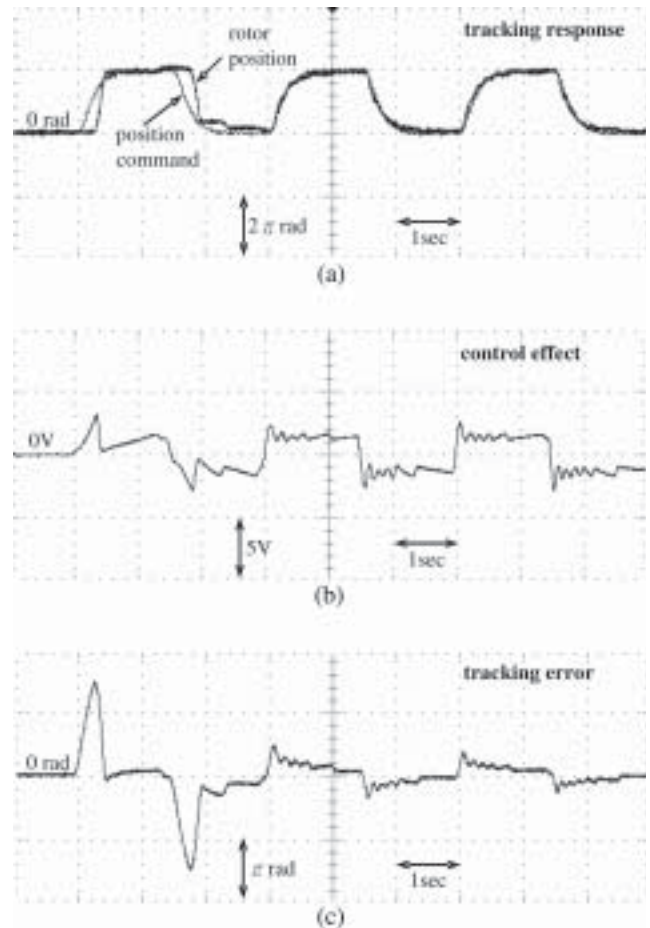 tracking response
rotor
position
0 rad
position
command
2 π rad
1sec
(a)
control effect
0V
5V
1sec
(b)
tracking error
0 rad
π rad
1sec
(c)